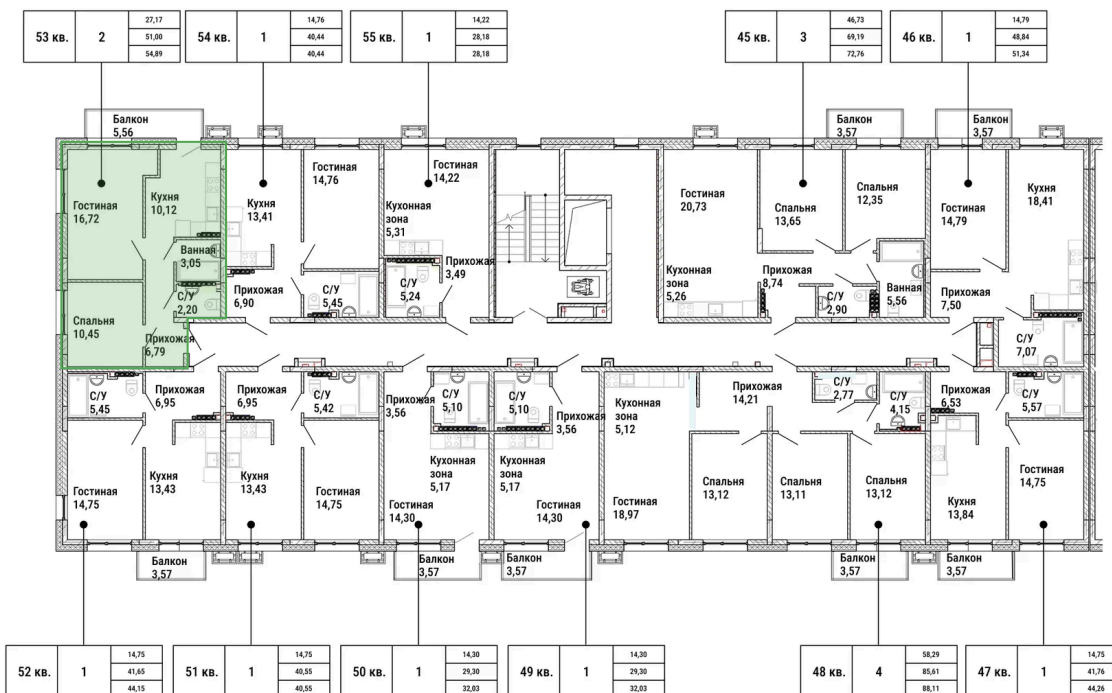 53 кв.
2
27,17
51,00
54,89
54 кв.
1
14,76
40,44
40,44
55 кв.
1
14,22
28,18
28,18
45 кв.
3
46,73
69,19
72,76
46 кв.
1
14,79
48,84
51,34
Балкон
5,56
Балкон
3,57
Балкон
3,57
Гостиная
16,72
Кухня
10,12
Ванная
3,05
С/У
2,20
Спальня
10,45
Прихожая
6,79
Кухня
13,41
Гостиная
14,76
Прихожая
6,90
С/У
5,45
Гостиная
14,22
Кухонная
зона
5,31
С/У
5,24
Прихожая
3,49
Гостиная
20,73
Кухонная
зона
5,26
Спальня
13,65
Спальня
12,35
Прихожая
8,74
С/У
2,90
Ванная
5,56
Гостиная
14,79
Кухня
18,41
Прихожая
7,50
С/У
7,07
С/У
5,45
Прихожая
6,95
Гостиная
14,75
Кухня
13,43
Прихожая
6,95
С/У
5,42
Кухня
13,43
Гостиная
14,75
Прихожая
3,56
С/У
5,10
Кухонная
зона
5,17
Гостиная
14,30
С/У
5,10
Прихожая
3,56
Кухонная
зона
5,17
Гостиная
14,30
Кухонная
зона
5,12
Гостиная
18,97
Прихожая
14,21
С/У
2,77
С/У
4,15
Спальня
13,12
Спальня
13,11
Спальня
13,12
Прихожая
6,53
С/У
5,57
Кухня
13,84
Гостиная
14,75
Балкон
3,57
Балкон
3,57
Балкон
3,57
Балкон
3,57
Балкон
3,57
52 кв.
1
14,75
41,65
44,15
51 кв.
1
14,75
40,55
40,55
50 кв.
1
14,30
29,30
32,03
49 кв.
1
14,30
29,30
32,03
48 кв.
4
58,29
85,61
88,11
47 кв.
1
14,75
41,76
44,26